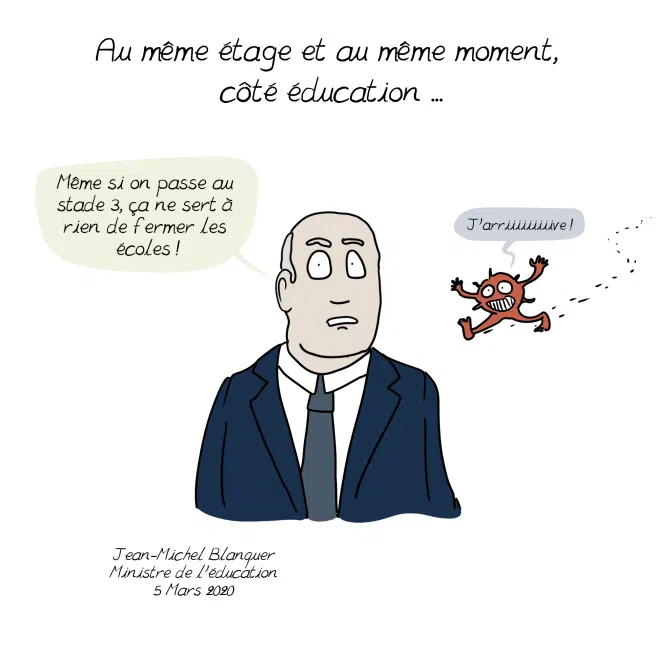 Au même étage et au même moment,
côté éducation ...
Même si on passe au
stade 3, ça ne sert à
rien de fermer les
écoles !
J'arriiiiiiiiive !
Jean-Michel Blanquer
Ministre de l'éducation
5 Mars 2020